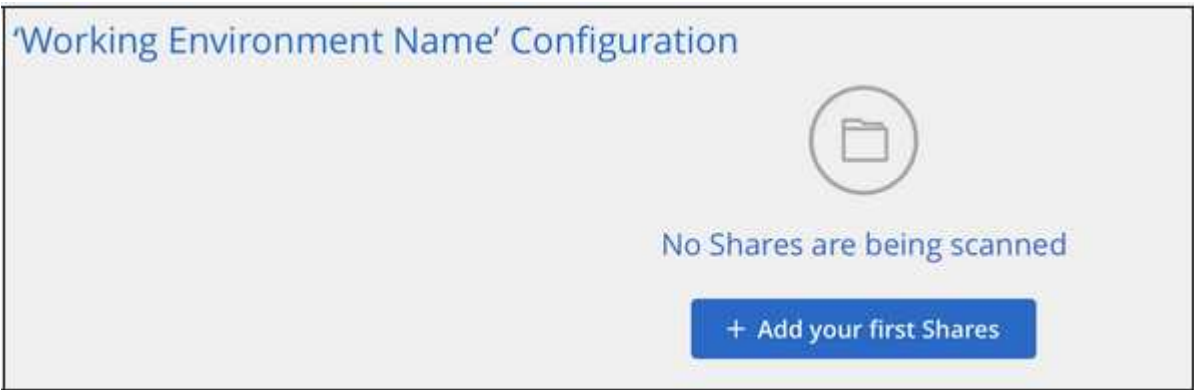 ‘Working Environment Name’ Configuration
No Shares are being scanned
+ Add your first Shares